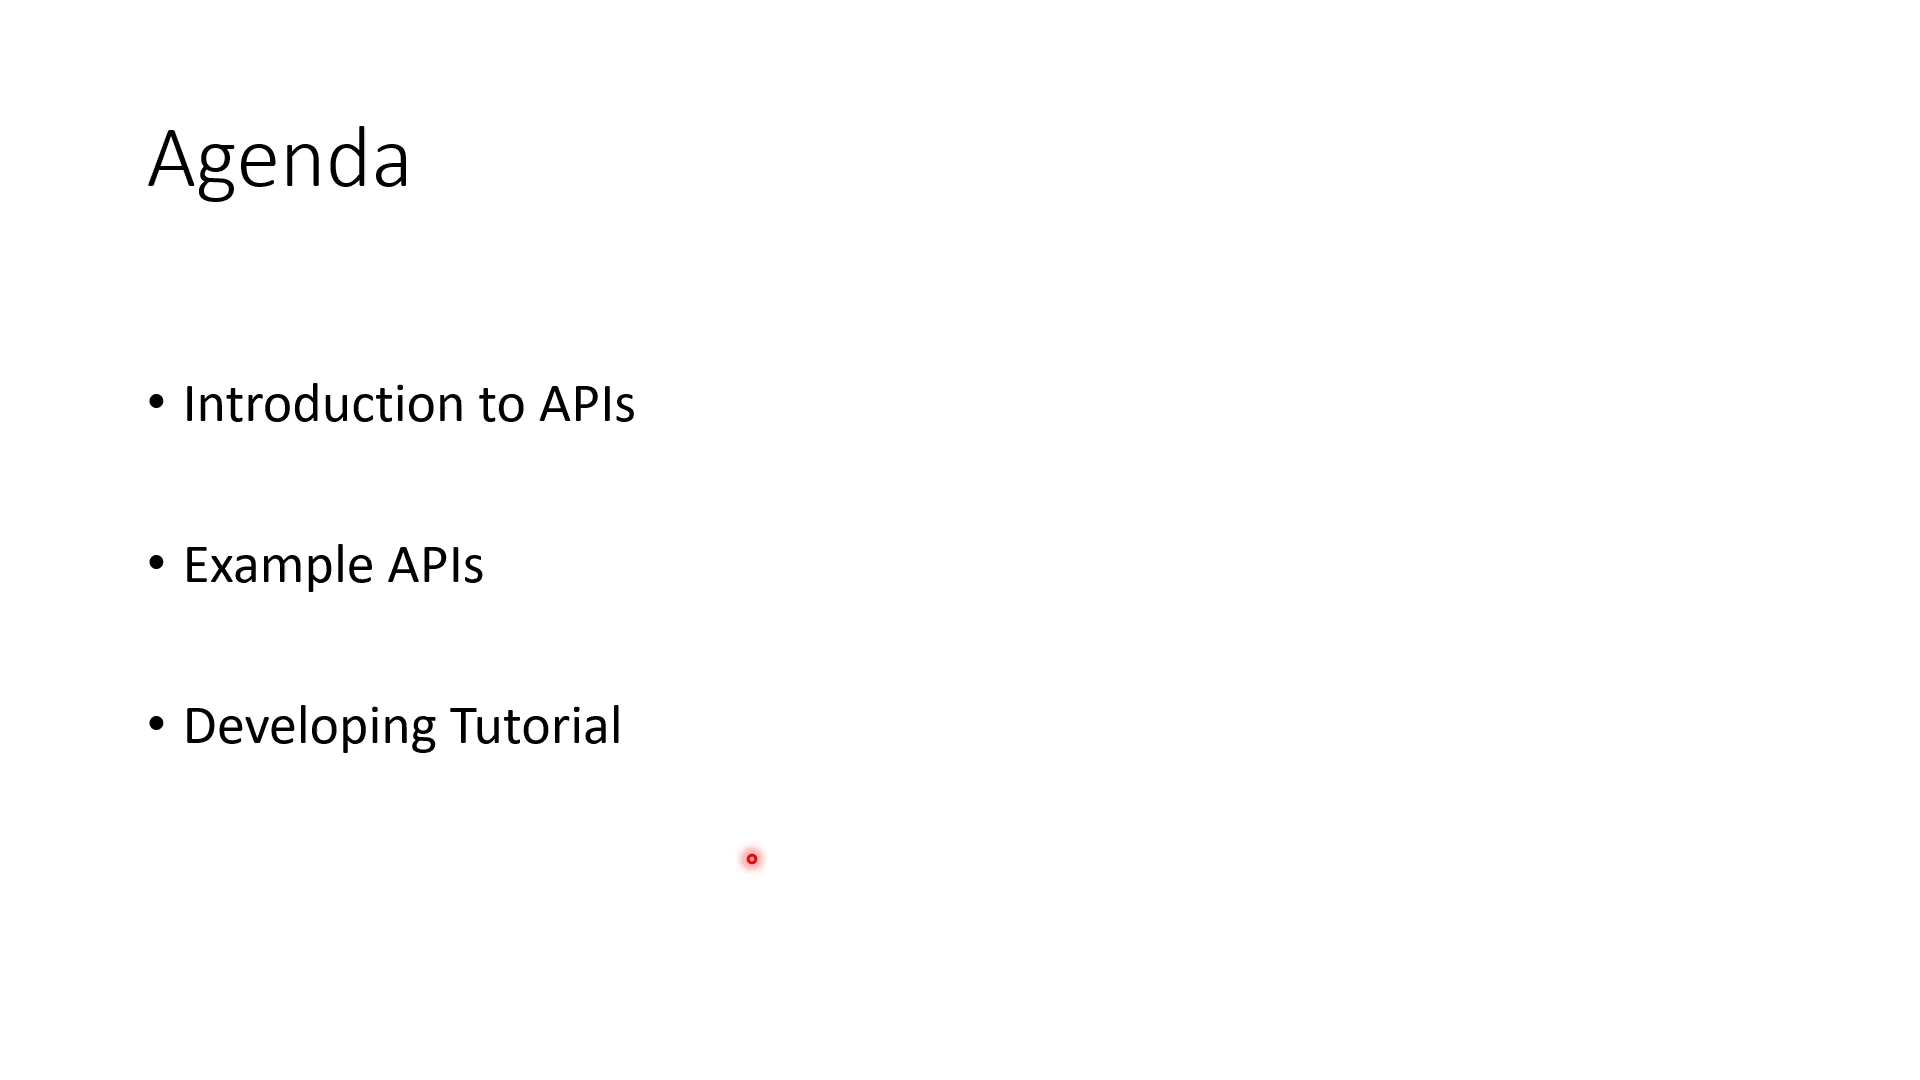 Agenda
• Introduction to APIs
• Example APIs
• Developing Tutorial